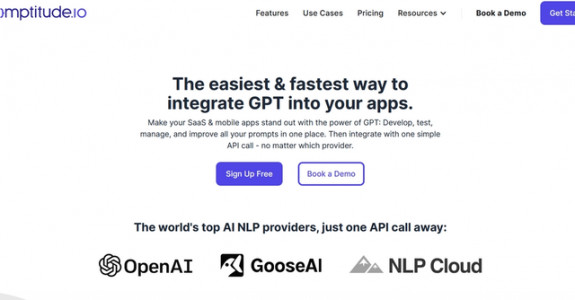 omptitude.io
Features Use Cases Pricing Resources Book a Demo Get Sta
The easiest & fastest way to
integrate GPT into your apps.
Make your SaaS & mobile apps stand out with the power of GPT: Develop, test,
manage, and improve all your prompts in one place. Then integrate with one simple
API call - no matter which provider.
Sign Up Free Book a Demo
The world's top AI NLP providers, just one API call away:
OpenAI GooseAI NLP Cloud